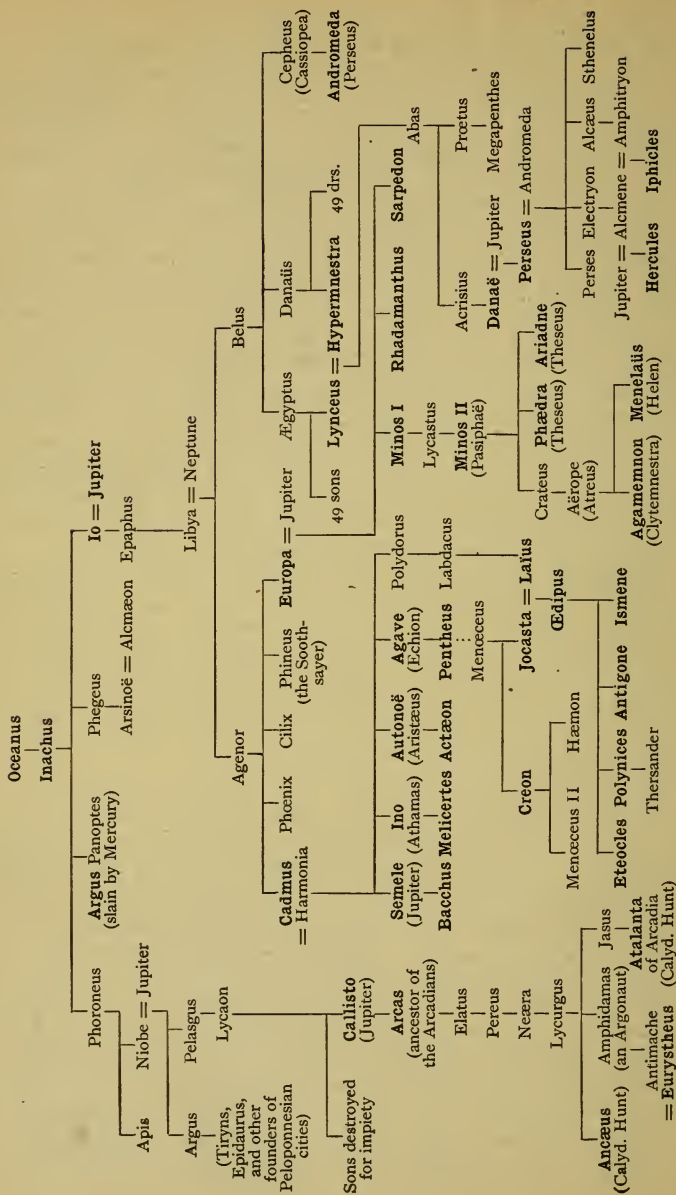 Oceanus
Inachus
Phoroneus Argus Panoptes Phegeus Io = Jupiter
(slain by Mercury)
Apis Niobe = Jupiter Arsinoë = Alcmæon Epaphus
Argus Pelasgus Libya = Neptune
(Tiryns, Lycaon
Epidaurus,
and other
founders of
Peloponnesian
cities)
Agenor Belus
Cadmus Phœnix Cilix Phineus Europa = Jupiter Ægyptus Danaüs Cepheus
= Harmonia (the Sooth- (Cassiopea)
sayer)
49 sons Lynceus = Hypermnestra 49 drs. Andromeda
(Perseus)
Sons destroyed Callisto Semele Ino Autonoë Agave Polydorus Minos I Rhadamanthus Sarpedon Abas
for impiety (Jupiter) (Jupiter) (Athamas) (Aristæus) (Echion)
Arcas Bacchus Melicertes Actæon Pentheus Labdacus Lycastus Acrisius Prœtus
(ancestor of
the Arcadians)
Elatus Menœceus Minos II Danaë = Jupiter Megapenthes
(Pasiphaë)
Pereus Creon Jocasta = Laïus Perseus = Andromeda
Neæra Menœceus II Hæmon Œdipus Crateus Phædra Ariadne
(Theseus) (Theseus)
Lycurgus Aërope Perses Electryon Alcæus Sthenelus
(Atreus)
Ancæus Amphidamas Jasus Eteocles Polynices Antigone Ismene Agamemnon Menelaüs Jupiter = Alcmene = Amphitryon
(Calyd. Hunt) (an Argonaut) (Clytemnestra) (Helen)
Antimache Atalanta Thersander Hercules Iphicles
= Eurystheus of Arcadia
(Calyd. Hunt)